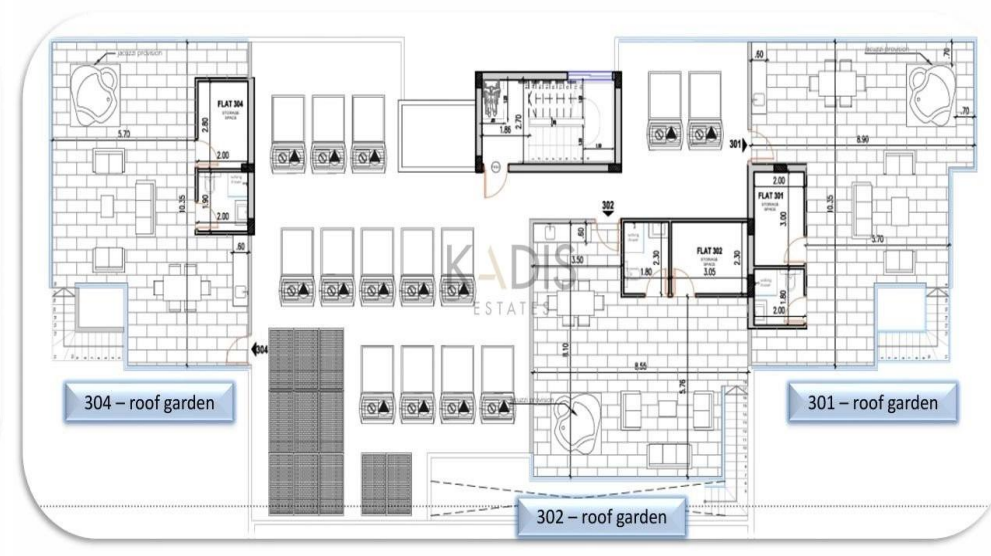 jacuzzi provision
FLAT 304
STORAGE SPACE
2.80
5.70
2.00
1.90
2.00
10.35
.60
304
1.86
2.70
301
.60
jacuzzi provision
.70
.70
8.90
2.00
FLAT 301
STORAGE SPACE
3.00
10.35
5.70
1.80
2.00
302
.60
3.50
2.30
1.80
FLAT 302
STORAGE SPACE
3.05
2.30
KADIS
ESTATES
8.10
8.55
5.76
jacuzzi provision
304 – roof garden
301 – roof garden
302 – roof garden